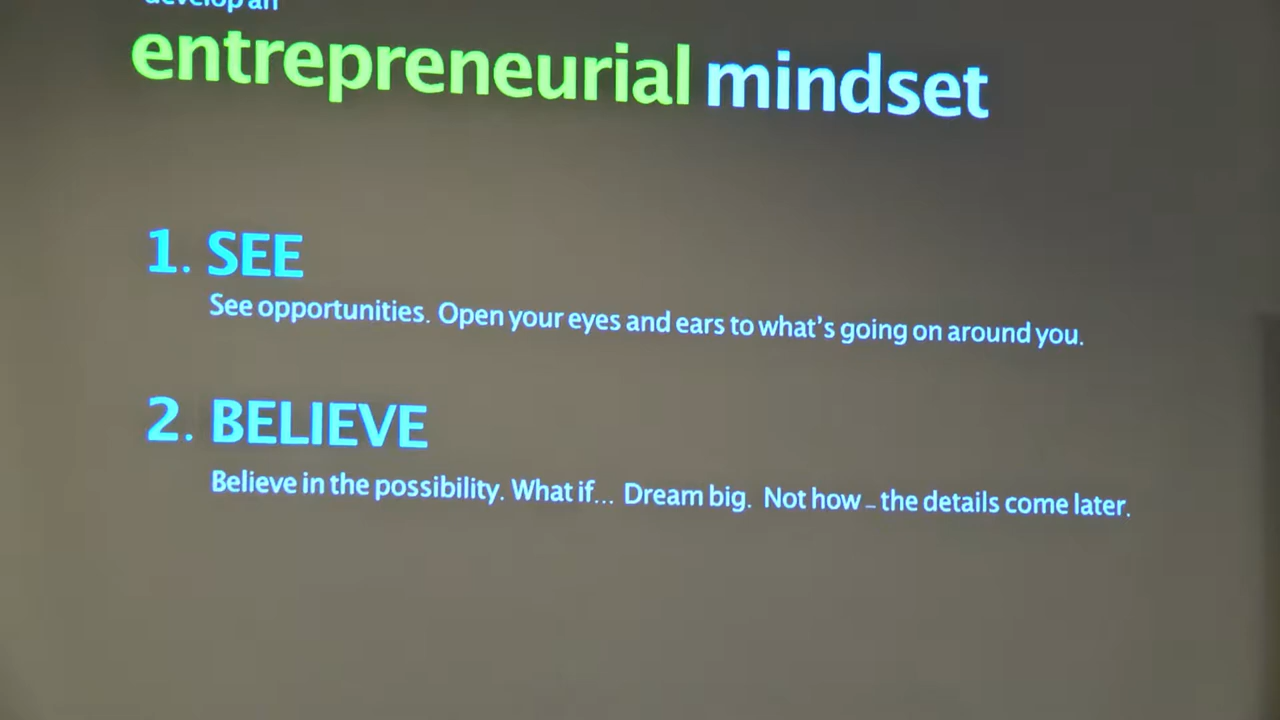 develop an
entrepreneurial mindset
1. SEE
See opportunities. Open your eyes and ears to what's going on around you.
2. BELIEVE
Believe in the possibility. What if... Dream big. Not how – the details come later.